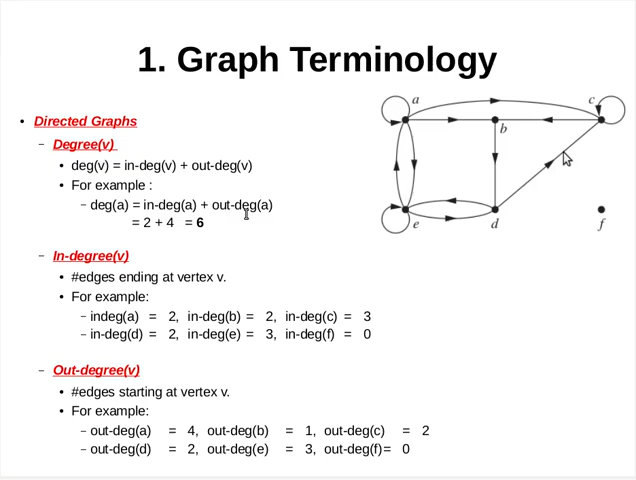 1. Graph Terminology
• Directed Graphs
– Degree(v)
• deg(v) = in-deg(v) + out-deg(v)
• For example :
– deg(a) = in-deg(a) + out-deg(a)
= 2 + 4 = 6
– In-degree(v)
• #edges ending at vertex v.
• For example:
– indeg(a) = 2, in-deg(b) = 2, in-deg(c) = 3
– in-deg(d) = 2, in-deg(e) = 3, in-deg(f) = 0
– Out-degree(v)
• #edges starting at vertex v.
• For example:
– out-deg(a) = 4, out-deg(b) = 1, out-deg(c) = 2
– out-deg(d) = 2, out-deg(e) = 3, out-deg(f)= 0
a
c
b
e
d
f